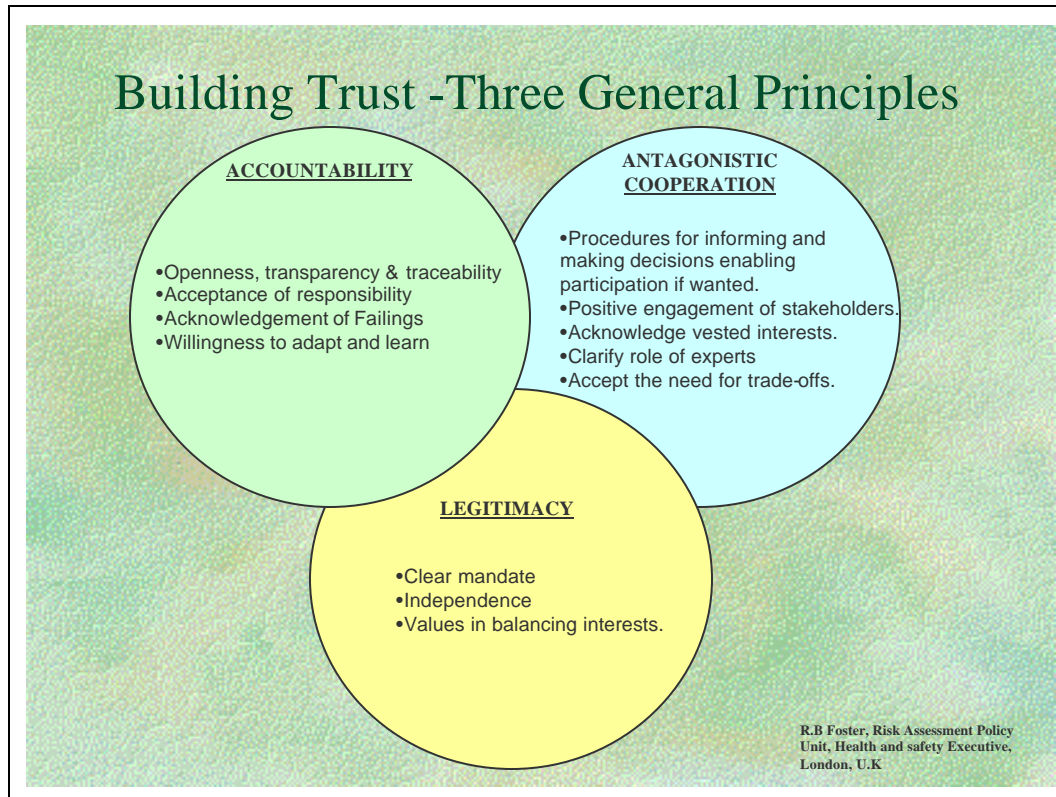 Building Trust -Three General Principles
ACCOUNTABILITY
•Openness, transparency & traceability
•Acceptance of responsibility
•Acknowledgement of Failings
•Willingness to adapt and learn
ANTAGONISTIC
COOPERATION
•Procedures for informing and
making decisions enabling
participation if wanted.
•Positive engagement of stakeholders.
•Acknowledge vested interests.
•Clarify role of experts
•Accept the need for trade-offs.
LEGITIMACY
•Clear mandate
•Independence
•Values in balancing interests.
R.B Foster, Risk Assessment Policy
Unit, Health and safety Executive,
London, U.K